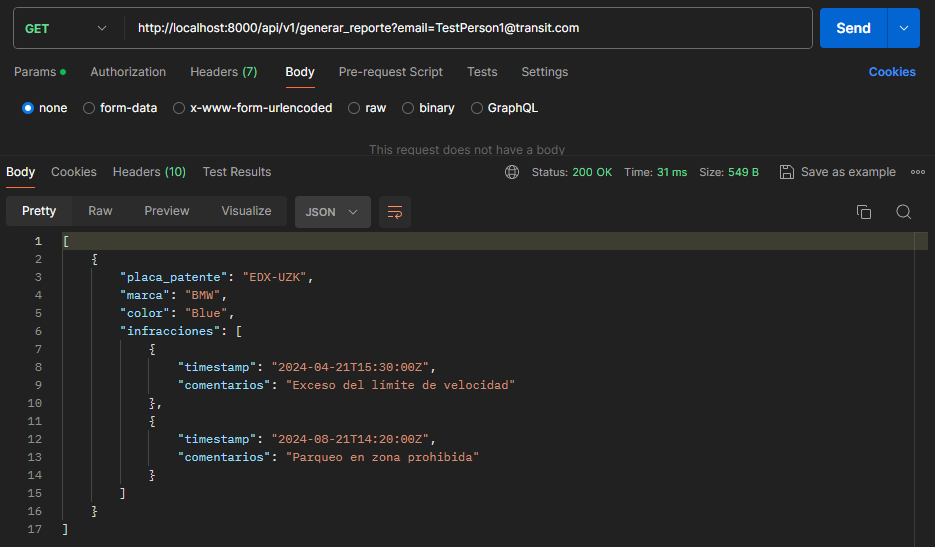 GET http://localhost:8000/api/v1/generar_reporte?email=TestPerson1@transit.com Send
Params Authorization Headers (7) Body Pre-request Script Tests Settings Cookies
none form-data x-www-form-urlencoded raw binary GraphQL
This request does not have a body
Body Cookies Headers (10) Test Results Status: 200 OK Time: 31 ms Size: 549 B Save as example
Pretty Raw Preview Visualize JSON
1 [
2 {
3 "placa_patente": "EDX-UZK",
4 "marca": "BMW",
5 "color": "Blue",
6 "infracciones": [
7 {
8 "timestamp": "2024-04-21T15:30:00Z",
9 "comentarios": "Exceso del límite de velocidad"
10 },
11 {
12 "timestamp": "2024-08-21T14:20:00Z",
13 "comentarios": "Parqueo en zona prohibida"
14 }
15 ]
16 }
17 ]